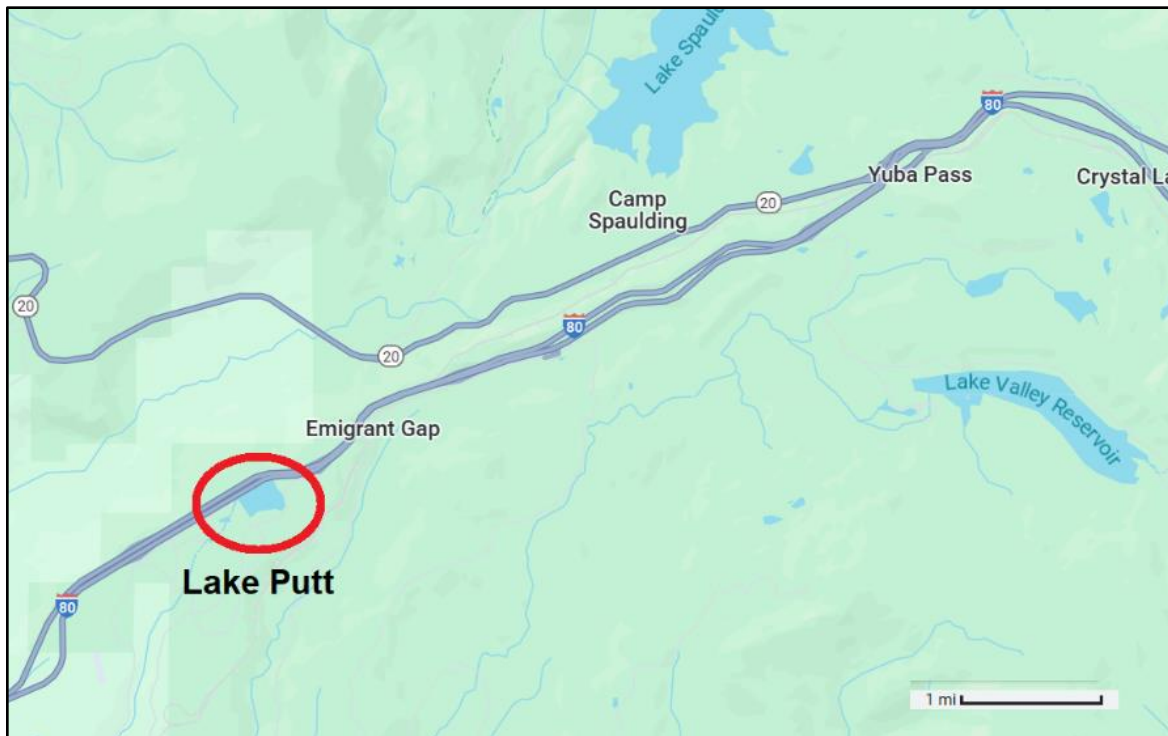 Lake Spau
80
Yuba Pass
Crystal La
Camp
Spaulding
20
20
80
20
Lake Valley Reservoir
Emigrant Gap
Lake Putt
80
1 mi